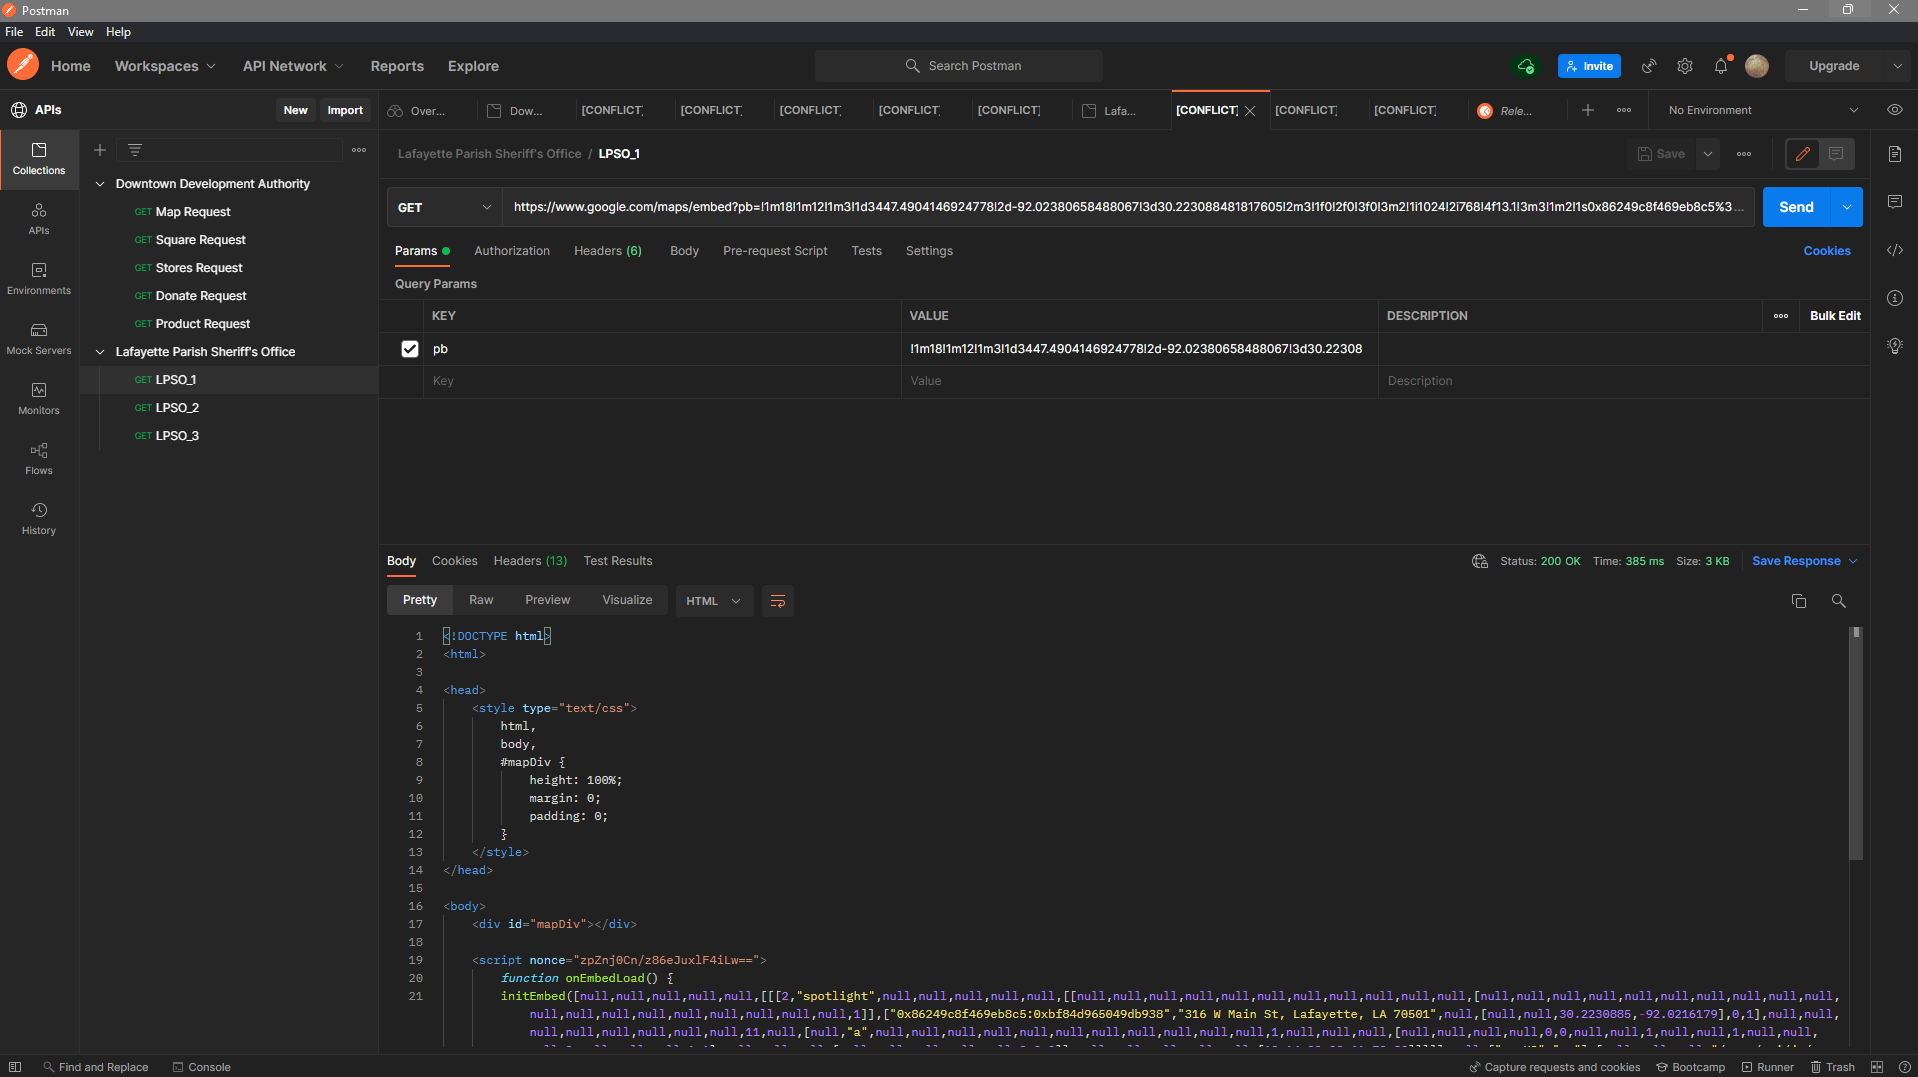 Postman
File Edit View Help
Home Workspaces API Network Reports Explore Search Postman Invite Upgrade
APIs New Import Over... Dow... [CONFLICT] [CONFLICT] [CONFLICT] [CONFLICT] [CONFLICT] Lafa... [CONFLICT] [CONFLICT] [CONFLICT] Rele... No Environment
Lafayette Parish Sheriff's Office / LPSO_1 Save
Collections
APIs
Environments
Mock Servers
Monitors
Flows
History
Downtown Development Authority
GET Map Request
GET Square Request
GET Stores Request
GET Donate Request
GET Product Request
Lafayette Parish Sheriff's Office
GET LPSO_1
GET LPSO_2
GET LPSO_3
GET https://www.google.com/maps/embed?pb=!1m18!1m12!1m3!1d3447.4904146924778!2d-92.02380658488067!3d30.223088481817605!2m3!1f0!2f0!3f0!3m2!1i1024!2i768!4f13.1!3m3!1m2!1s0x86249c8f469eb8c5%3... Send
Params Authorization Headers (6) Body Pre-request Script Tests Settings Cookies
Query Params
KEY VALUE DESCRIPTION Bulk Edit
pb !1m18!1m12!1m3!1d3447.4904146924778!2d-92.02380658488067!3d30.22308
Key Value Description
Body Cookies Headers (13) Test Results Status: 200 OK Time: 385 ms Size: 3 KB Save Response
Pretty Raw Preview Visualize HTML
1 <!DOCTYPE html>
2 <html>
3
4 <head>
5 <style type="text/css">
6 html,
7 body,
8 #mapDiv {
9 height: 100%;
10 margin: 0;
11 padding: 0;
12 }
13 </style>
14 </head>
15
16 <body>
17 <div id="mapDiv"></div>
18
19 <script nonce="zpZnj0Cn/z86eJuxlF4iLw==">
20 function onEmbedLoad() {
21 initEmbed([null,null,null,null,null,[[[2,"spotlight",null,null,null,null,null,[[null,null,null,null,null,null,null,null,null,null,null,[null,null,null,null,null,null,null,null,null,null,
null,null,null,null,null,null,null,null,null,1]],["0x86249c8f469eb8c5:0xbf84d965049db938","316 W Main St, Lafayette, LA 70501",null,[null,null,30.2230885,-92.0216179],0,1],null,null,
null,null,null,null,null,null,11,null,[null,"a",null,null,null,null,null,null,null,null,null,null,null,1,null,null,null,[null,null,null,null,0,0,null,null,1,null,null,1,null,null,
Find and Replace Console Capture requests and cookies Bootcamp Runner Trash